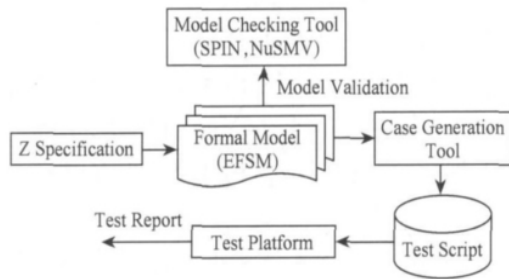 Model Checking Tool
(SPIN,NuSMV)
Model Validation
Z Specification
Formal Model
(EFSM)
Case Generation
Tool
Test Report
Test Platform
Test Script